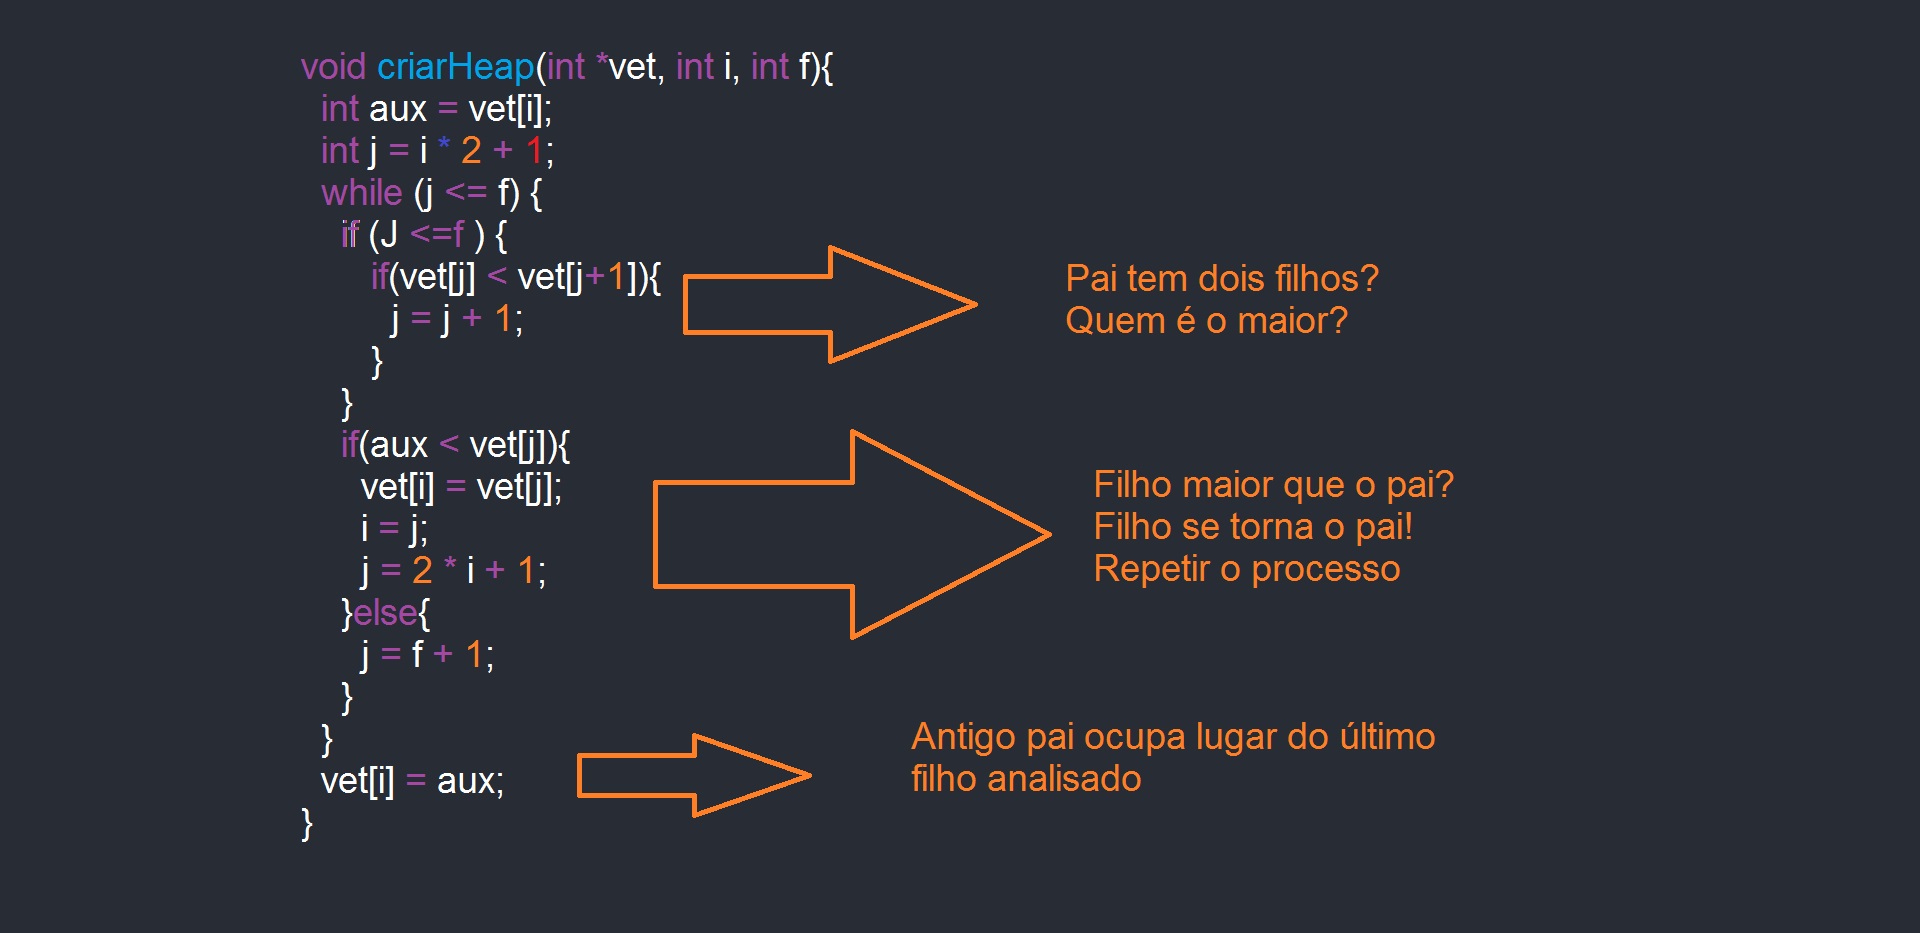 void criarHeap(int *vet, int i, int f){
int aux = vet[i];
int j = i * 2 + 1;
while (j <= f) {
if (J <=f ) {
if(vet[j] < vet[j+1]){
j = j + 1;
}
}
if(aux < vet[j]){
vet[i] = vet[j];
i = j;
j = 2 * i + 1;
}else{
j = f + 1;
}
}
vet[i] = aux;
}
Pai tem dois filhos?
Quem é o maior?
Filho maior que o pai?
Filho se torna o pai!
Repetir o processo
Antigo pai ocupa lugar do último
filho analisado